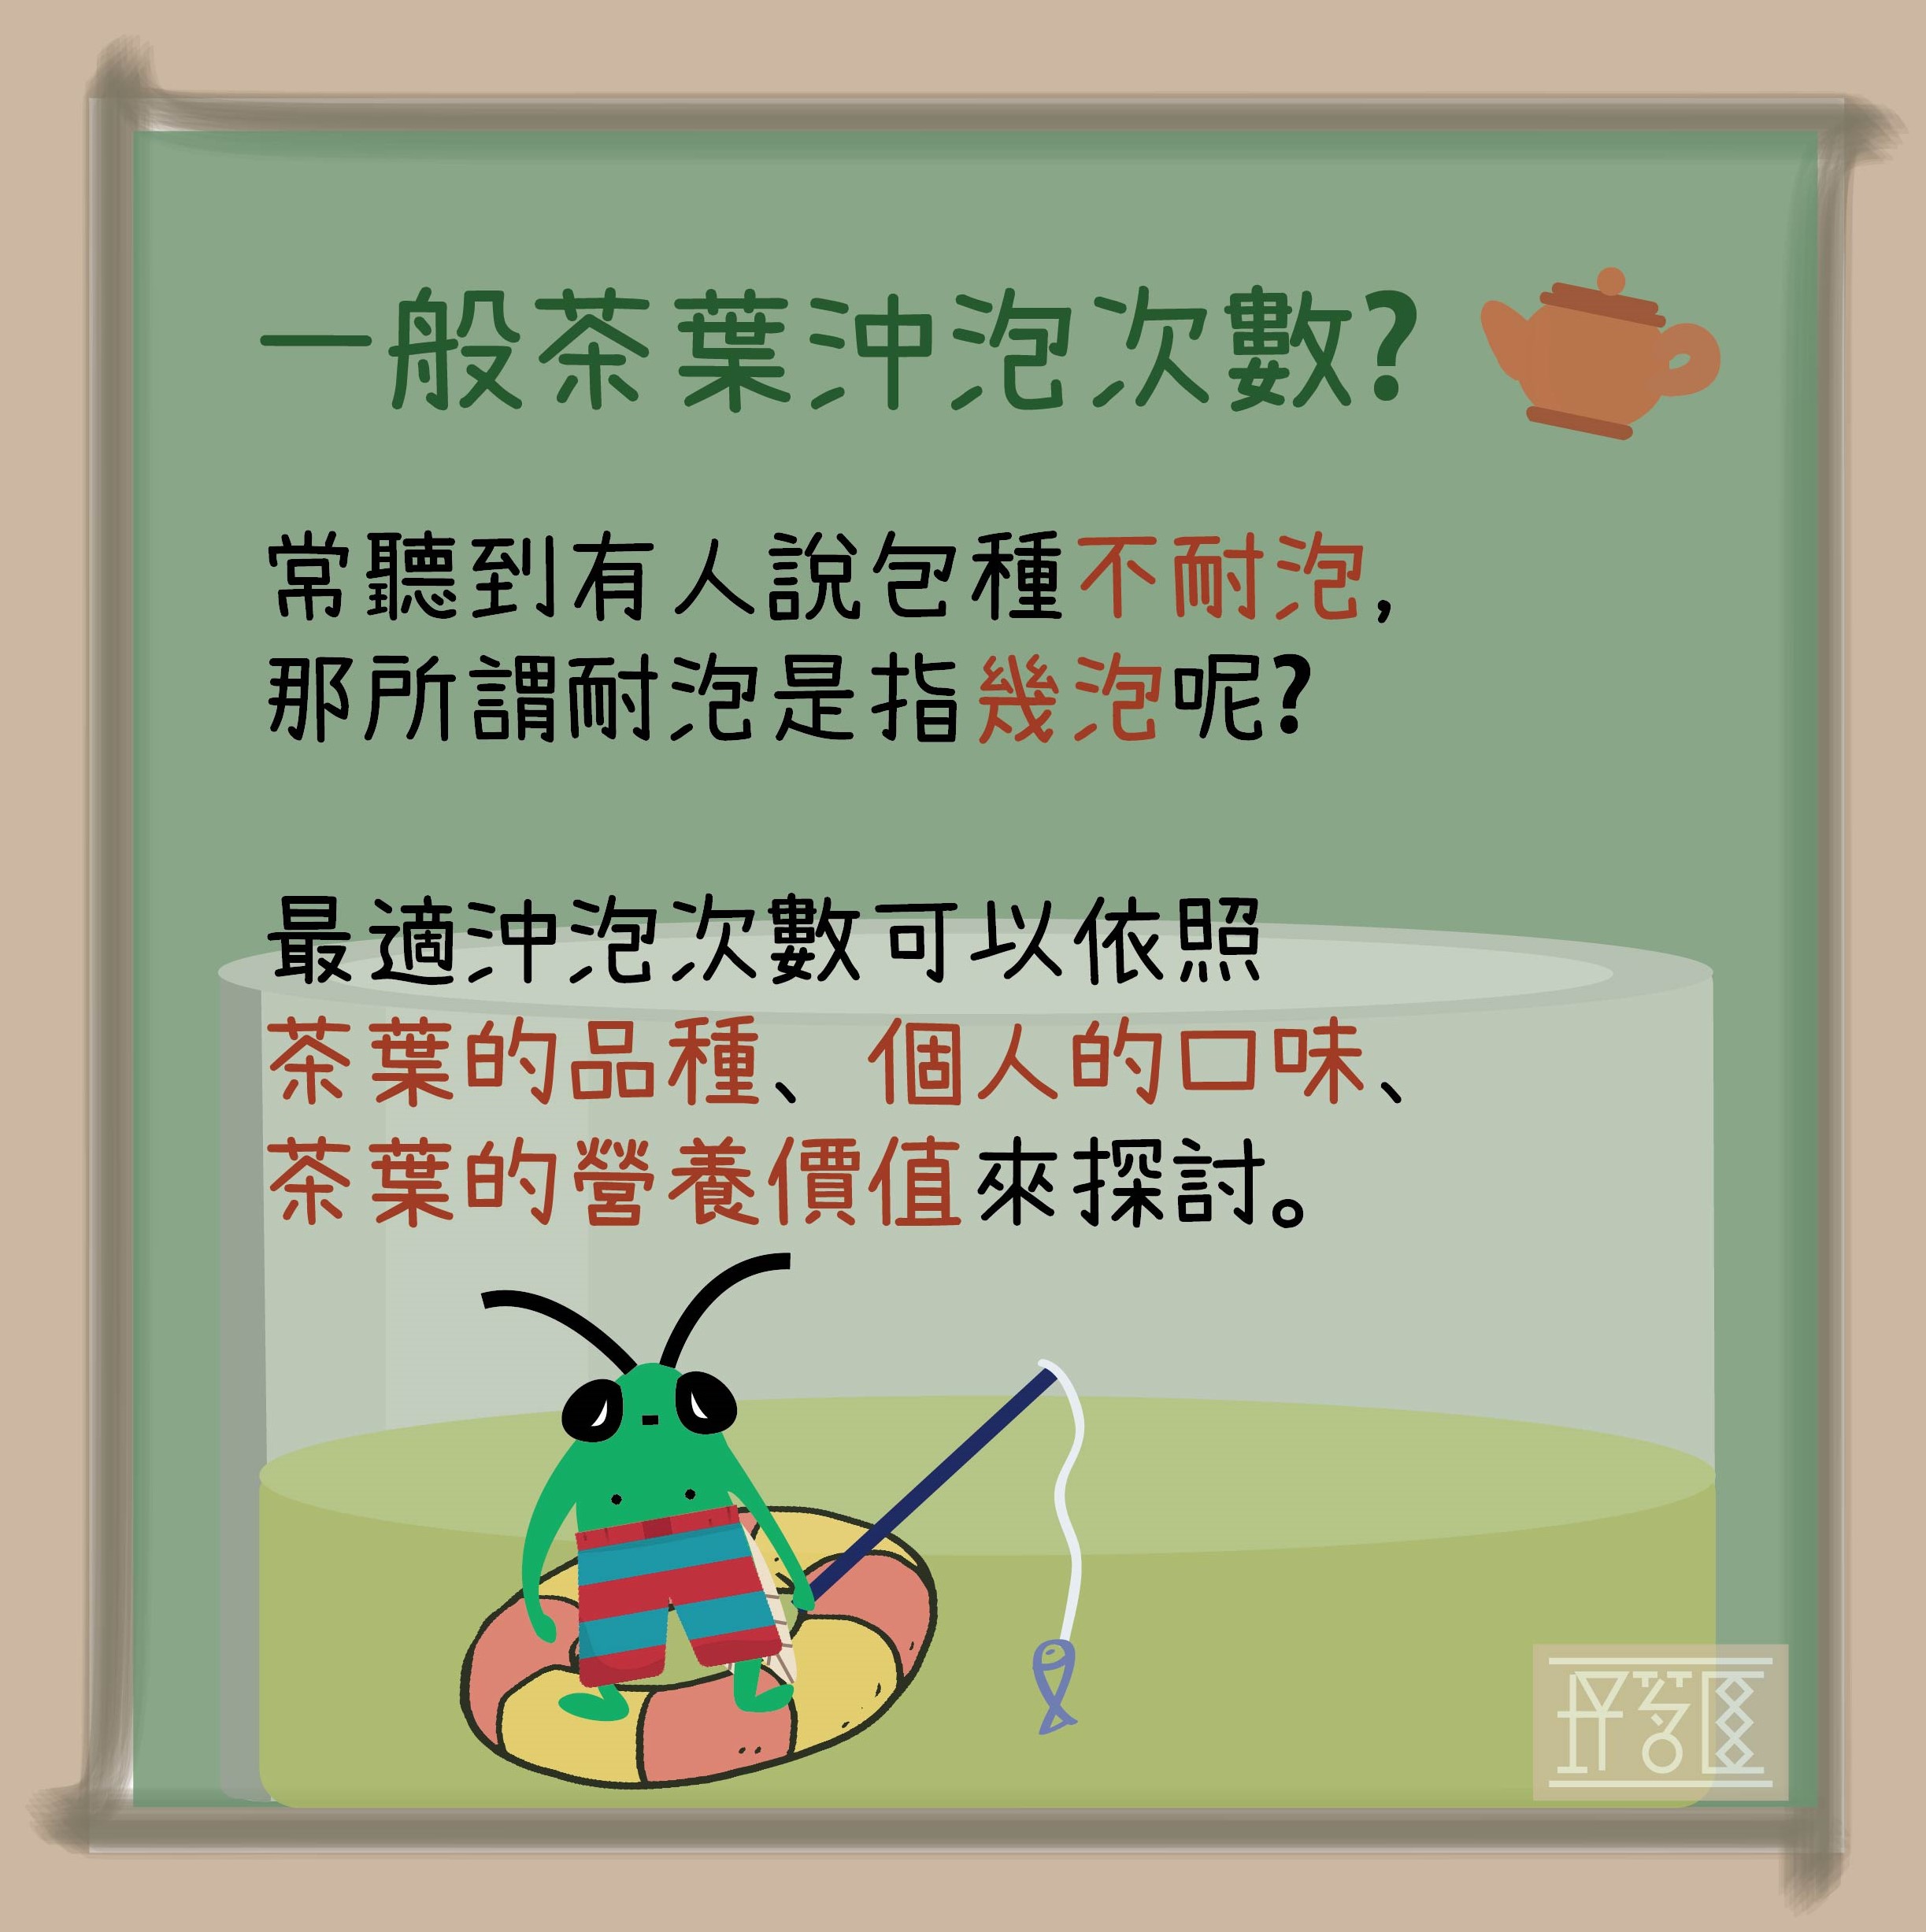 一般茶葉沖泡次數?
常聽到有人說包種不耐泡,
那所謂耐泡是指幾泡呢?
最適沖泡次數可以依照
茶葉的品種、個人的口味、
茶葉的營養價值來探討。